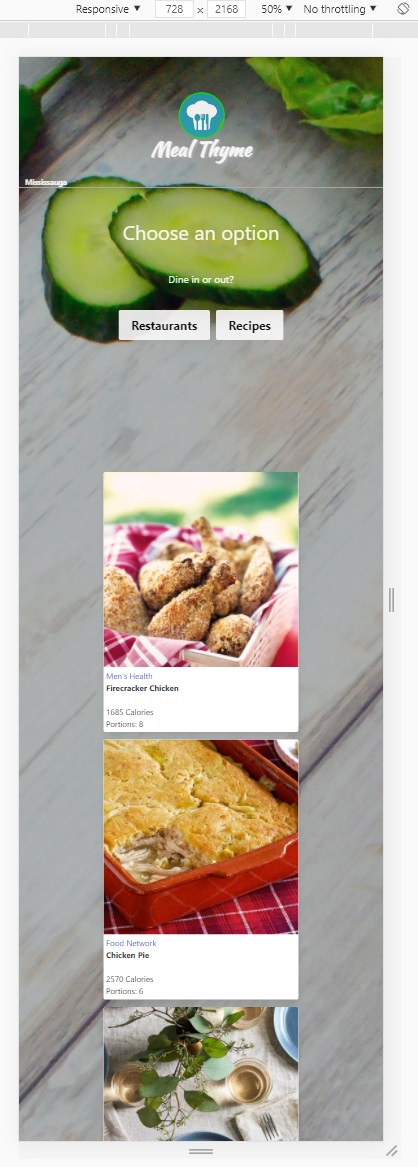 Responsive ▼ 728 x 2168 50% ▼ No throttling ▼
Meal Thyme
Mississauga
Choose an option
Dine in or out?
Restaurants Recipes
Men's Health
Firecracker Chicken
1685 Calories
Portions: 8
Food Network
Chicken Pie
2570 Calories
Portions: 6